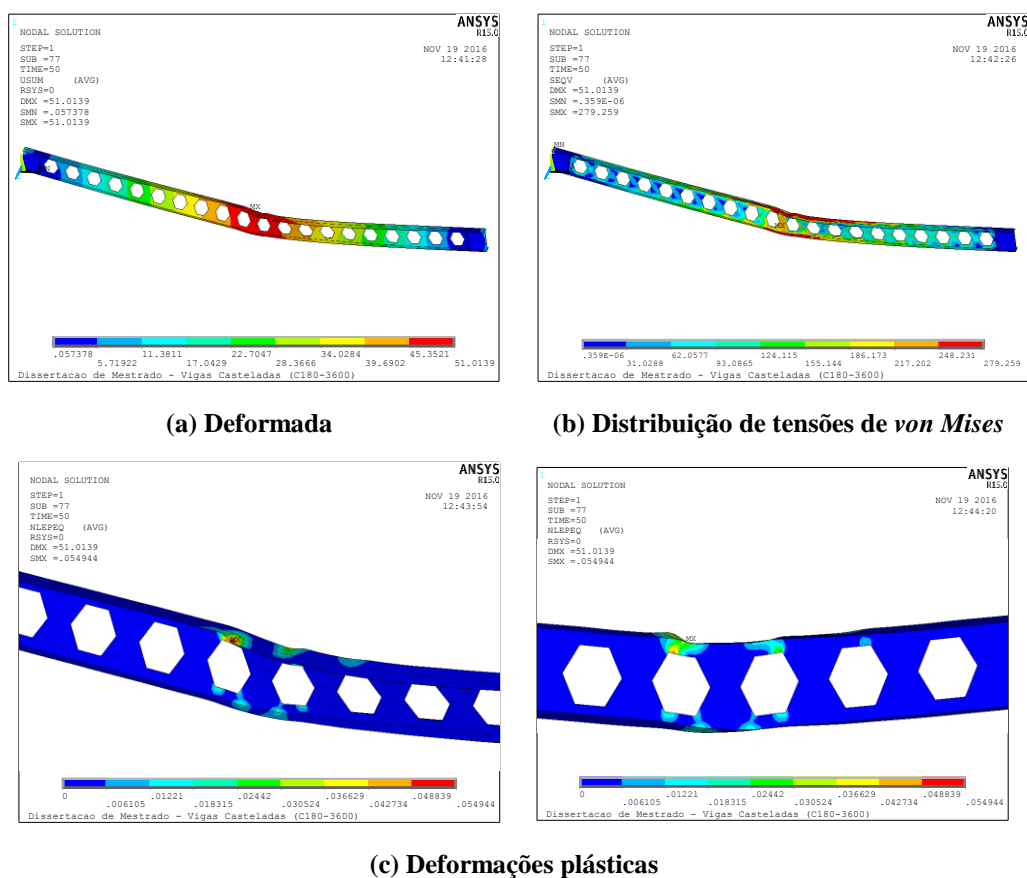 1
ANSYS
R15.0
NODAL SOLUTION
STEP=1
SUB =77
TIME=50
USUM (AVG)
RSYS=0
DMX =51.0139
SMN =.057378
SMX =51.0139
NOV 19 2016
12:41:28
MN
MX
.057378 11.3811 22.7047 34.0284 45.3521
5.71922 17.0429 28.3666 39.6902 51.0139
Dissertacao de Mestrado - Vigas Casteladas (C180-3600)
(a) Deformada
1
ANSYS
R15.0
NODAL SOLUTION
STEP=1
SUB =77
TIME=50
SEQV (AVG)
DMX =51.0139
SMN =.359E-06
SMX =279.259
NOV 19 2016
12:42:26
MN
MX
.359E-06 62.0577 124.115 186.173 248.231
31.0288 93.0865 155.144 217.202 279.259
Dissertacao de Mestrado - Vigas Casteladas (C180-3600)
(b) Distribuição de tensões de von Mises
ANSYS
R15.0
NODAL SOLUTION
STEP=1
SUB =77
TIME=50
NLEPEQ (AVG)
RSYS=0
DMX =51.0139
SMX =.054944
NOV 19 2016
12:43:54
0 .01221 .02442 .036629 .048839
.006105 .018315 .030524 .042734 .054944
Dissertacao de Mestrado - Vigas Casteladas (C180-3600)
1
ANSYS
R15.0
NODAL SOLUTION
STEP=1
SUB =77
TIME=50
NLEPEQ (AVG)
RSYS=0
DMX =51.0139
SMX =.054944
NOV 19 2016
12:44:20
MX
0 .01221 .02442 .036629 .048839
.006105 .018315 .030524 .042734 .054944
Dissertacao de Mestrado - Vigas Casteladas (C180-3600)
(c) Deformações plásticas